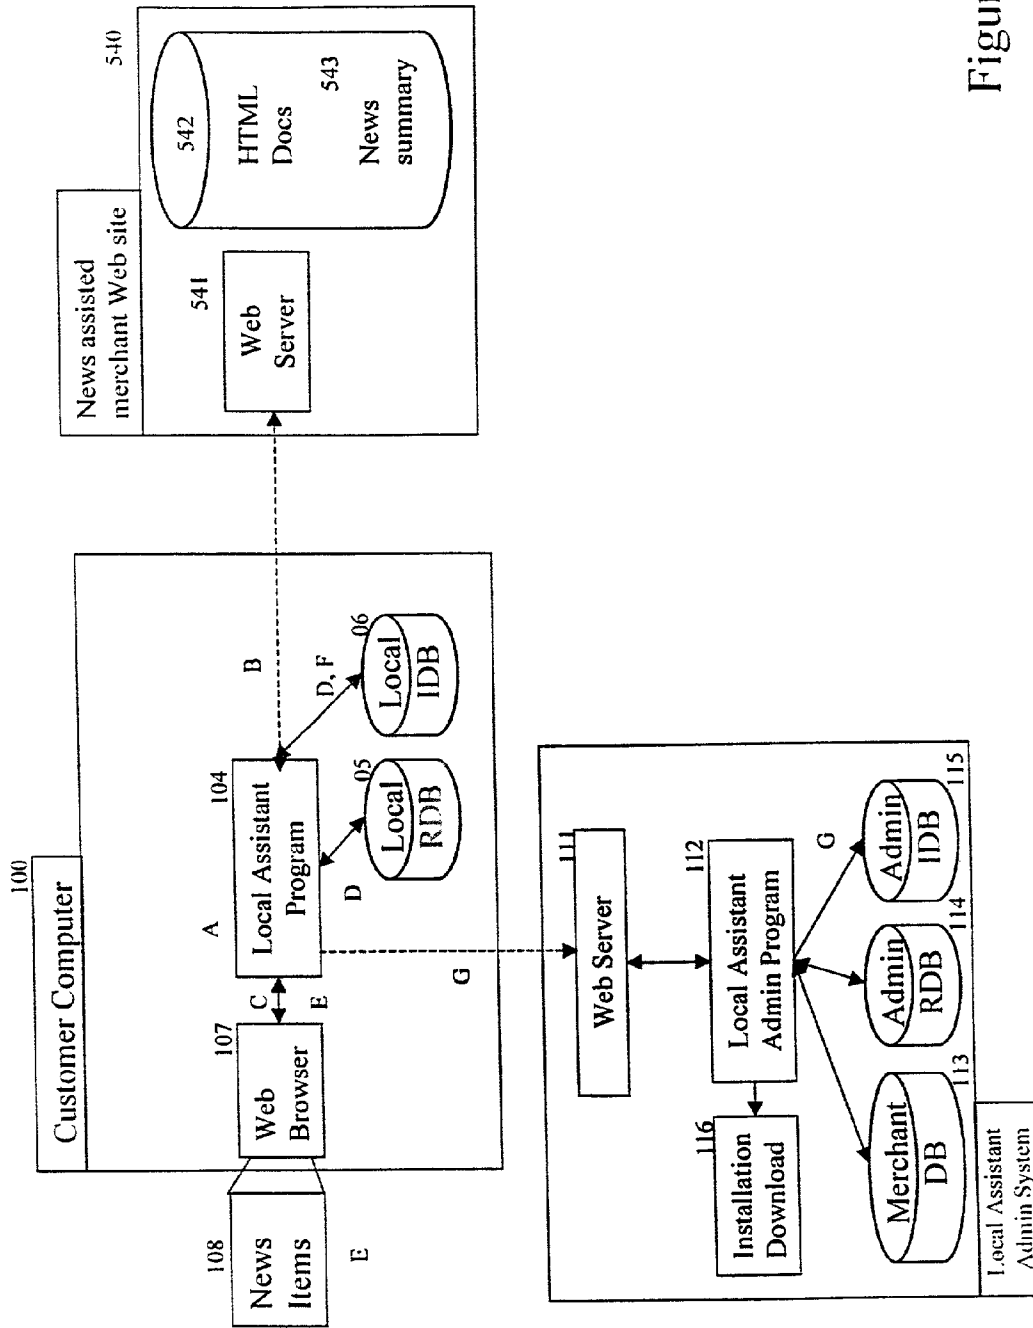 100
Customer Computer
108
News
Items
E
107
Web
Browser
C
E
A
104
Local Assistant
Program
B
D
D, F
05
Local
RDB
06
Local
IDB
G
News assisted
merchant Web site
540
541
Web
Server
542
HTML
Docs
543
News
summary
111
Web Server
112
Local Assistant
Admin Program
116
Installation
Download
G
Merchant
DB
113
Admin
RDB
114
Admin
IDB
115
Local Assistant
Admin System
Figur